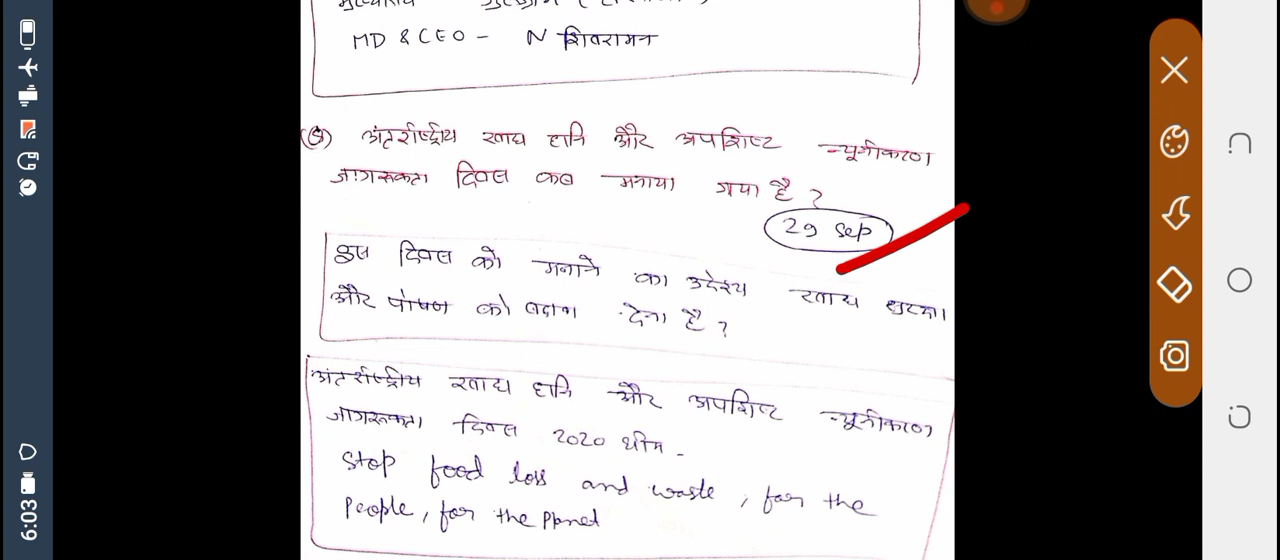 MD & CEO - N शिवरामन
Q) अंतर्राष्ट्रीय खाद्य हानि और अपशिष्ट न्यूनीकरण
जागरूकता दिवस कब मनाया गया है?
29 Sep
इस दिवस को मनाने का उद्देश्य खाद्य सुरक्षा
और पोषण को बढ़ावा देना है?
अंतर्राष्ट्रीय खाद्य हानि और अपशिष्ट न्यूनीकरण
जागरूकता दिवस 2020 थीम -
Stop food loss and waste, for the
People, for the Planet
6:03